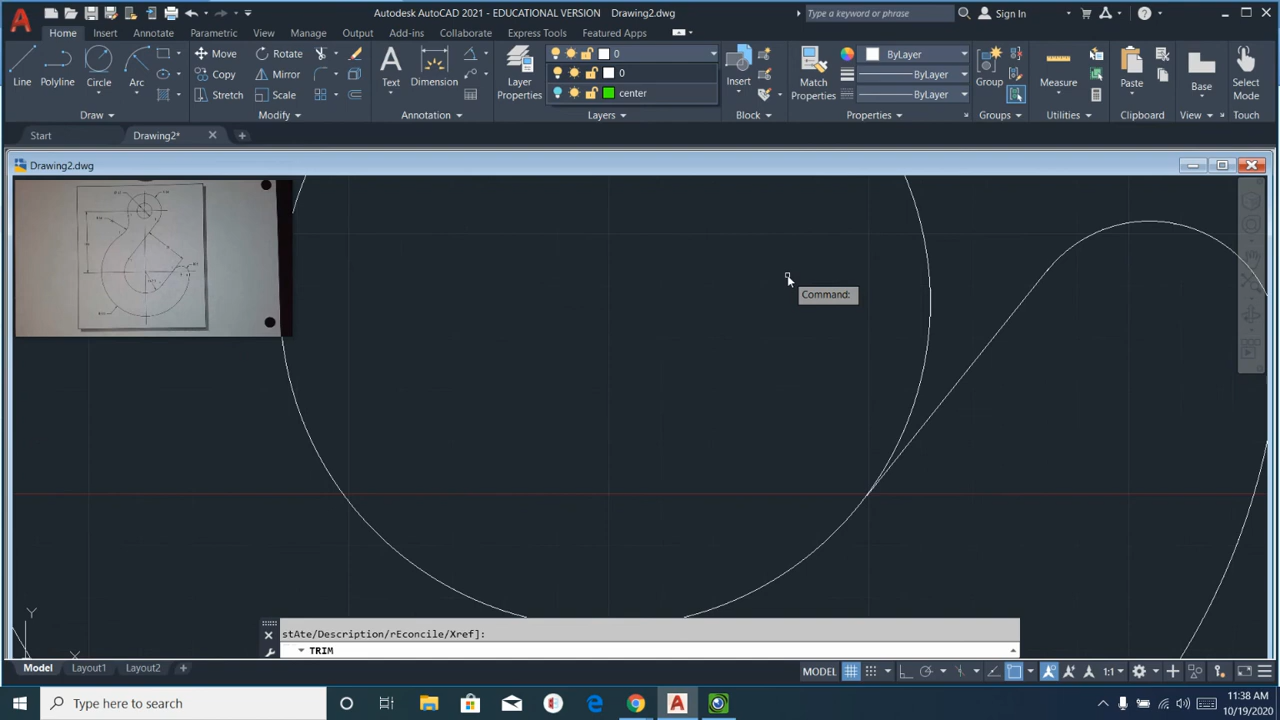 Autodesk AutoCAD 2021 - EDUCATIONAL VERSION Drawing2.dwg
Type a keyword or phrase
Sign In
Home Insert Annotate Parametric View Manage Output Add-ins Collaborate Express Tools Featured Apps
Line Polyline Circle Arc
Move Rotate
Copy Mirror
Stretch Scale
Text Dimension
Layer Properties
0
0
center
Insert
Match Properties
ByLayer
ByLayer
ByLayer
Group
Measure
Paste
Base
Select Mode
Draw Modify Annotation Layers Block Properties Groups Utilities Clipboard View Touch
Start Drawing2*
Drawing2.dwg
Command:
Y
stAte/Description/rEconcile/Xref]:
TRIM
Model Layout1 Layout2
MODEL
1:1
Type here to search
11:38 AM
10/19/2020